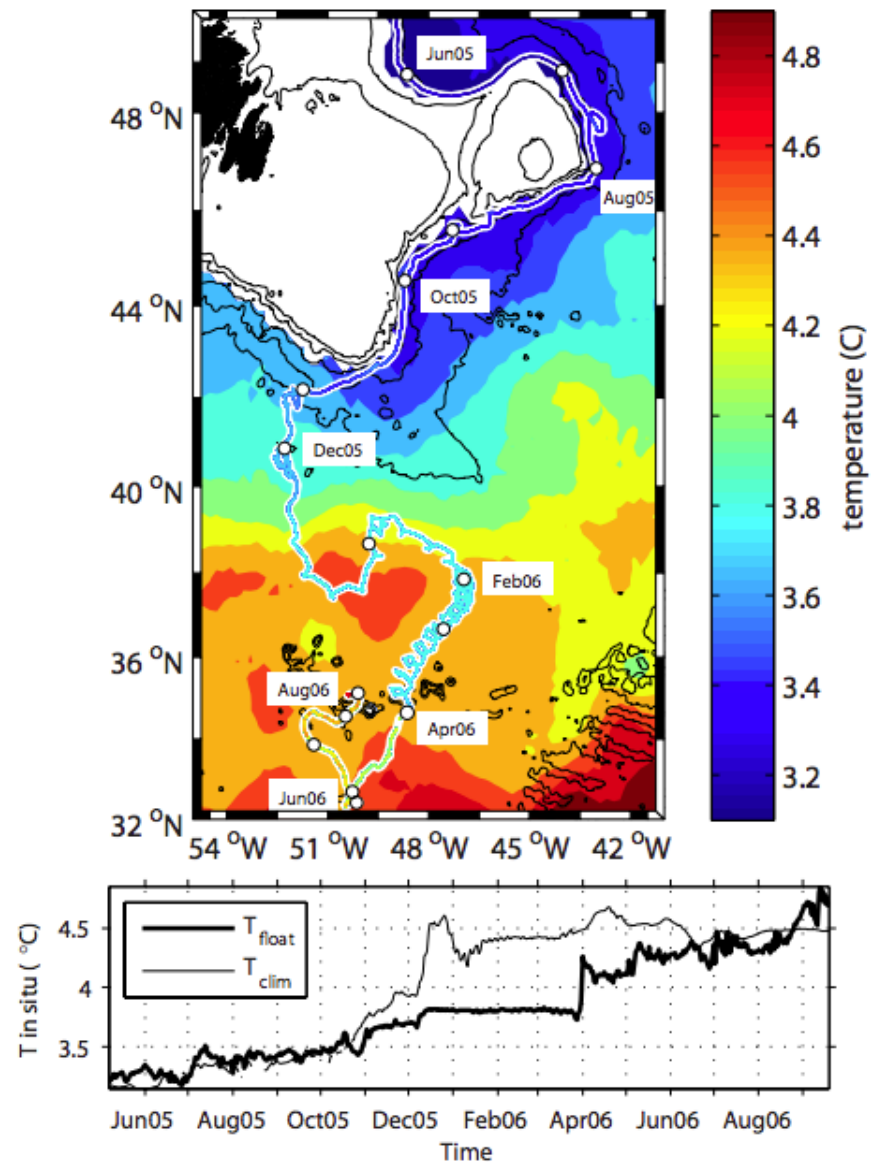 Jun05
48 °N
Aug05
Oct05
44 °N
Dec05
40 °N
Feb06
36 °N
Aug06
Apr06
Jun06
32 °N
54 °W
51 °W
48 °W
45 °W
42 °W
4.8
4.6
4.4
4.2
4
3.8
3.6
3.4
3.2
temperature (C)
T float
T clim
4.5
4
3.5
T in situ ( °C)
Jun05 Aug05 Oct05 Dec05 Feb06 Apr06 Jun06 Aug06
Time